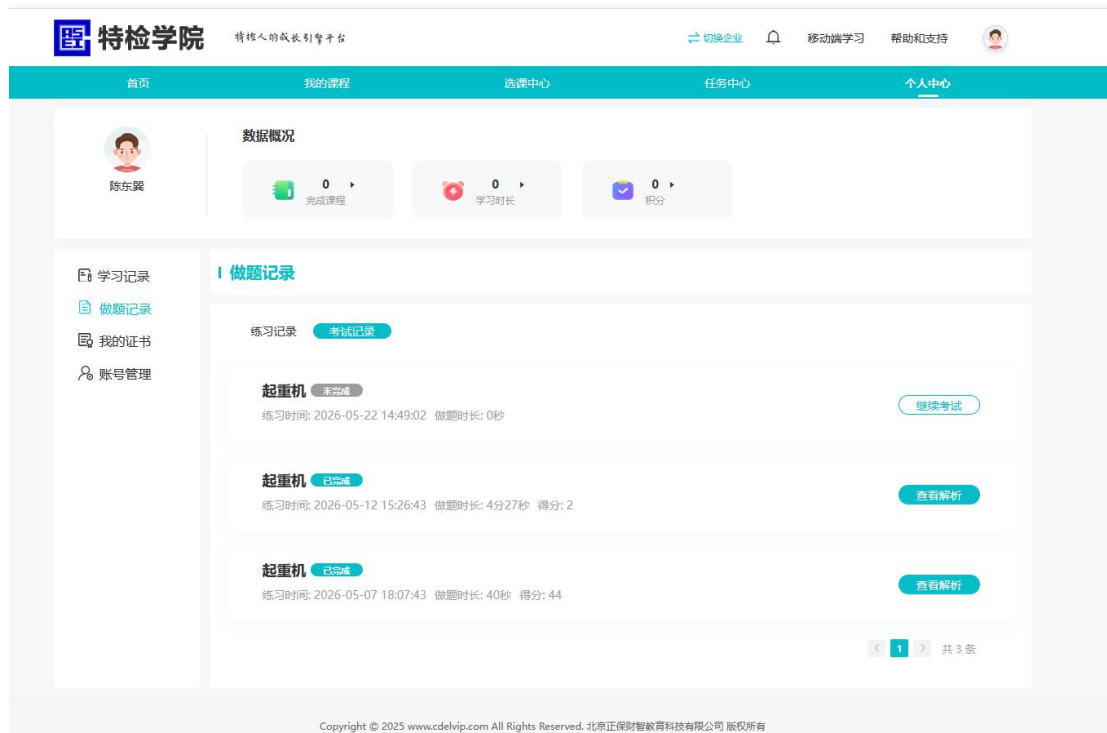 特检学院 特检人的成长引擎平台 切换企业 移动端学习 帮助和支持
首页 我的课程 选课中心 任务中心 个人中心
陈东巽
数据概况
0 0 0
完成课程 学习时长 积分
学习记录
做题记录
我的证书
账号管理
做题记录
练习记录 考试记录
起重机 未完成
练习时间: 2026-05-22 14:49:02 做题时长: 0秒
继续考试
起重机 已完成
练习时间: 2026-05-12 15:26:43 做题时长: 4分27秒 得分: 2
查看解析
起重机 已完成
练习时间: 2026-05-07 18:07:43 做题时长: 40秒 得分: 44
查看解析
< 1 > 共 3 条
Copyright © 2025 www.cdelvip.com All Rights Reserved. 北京正保财智教育科技有限公司 版权所有